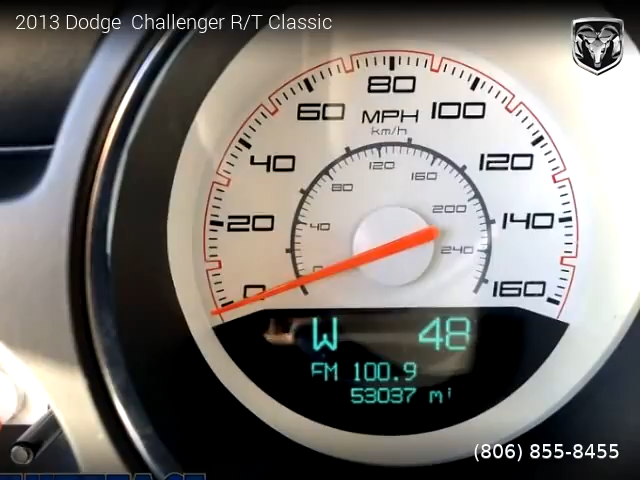 2013 Dodge Challenger R/T Classic
80
60 MPH 100
km/h
40 120 120
80 160
20 40 200 140
240
0 0 160
W 48
FM 100.9
53037 mi
(806) 855-8455